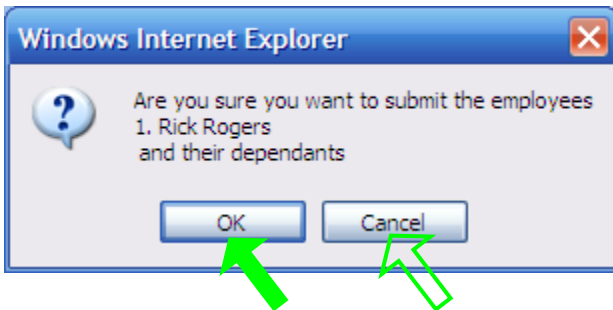 Windows Internet Explorer
Are you sure you want to submit the employees
1. Rick Rogers
and their dependants
OK
Cancel